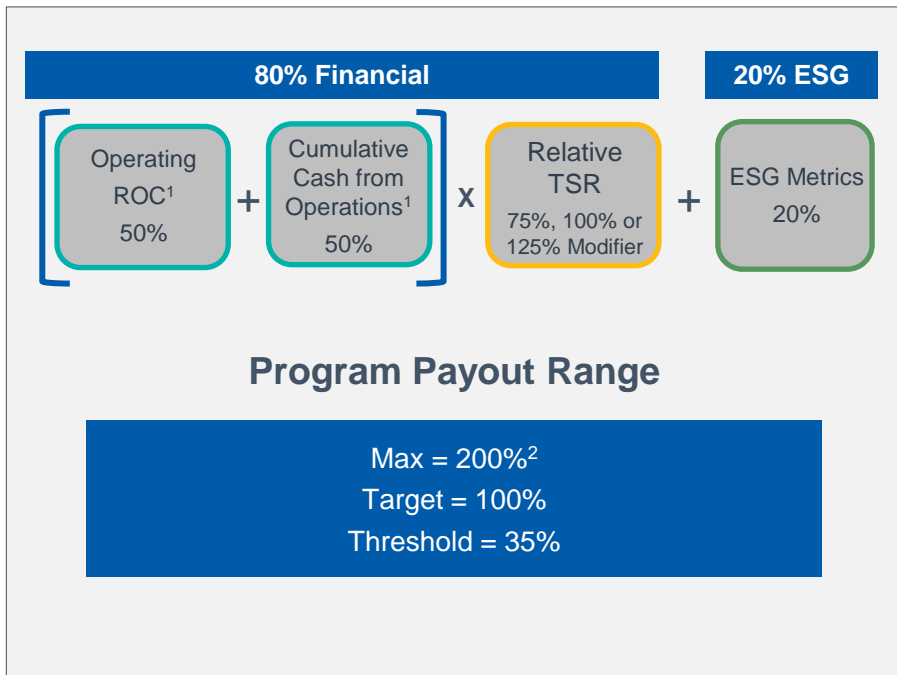 80% Financial
20% ESG
Operating
ROC¹
50%
+
Cumulative
Cash from
Operations¹
50%
x
Relative
TSR
75%, 100% or
125% Modifier
+
ESG Metrics
20%
Program Payout Range
Max = 200%²
Target = 100%
Threshold = 35%